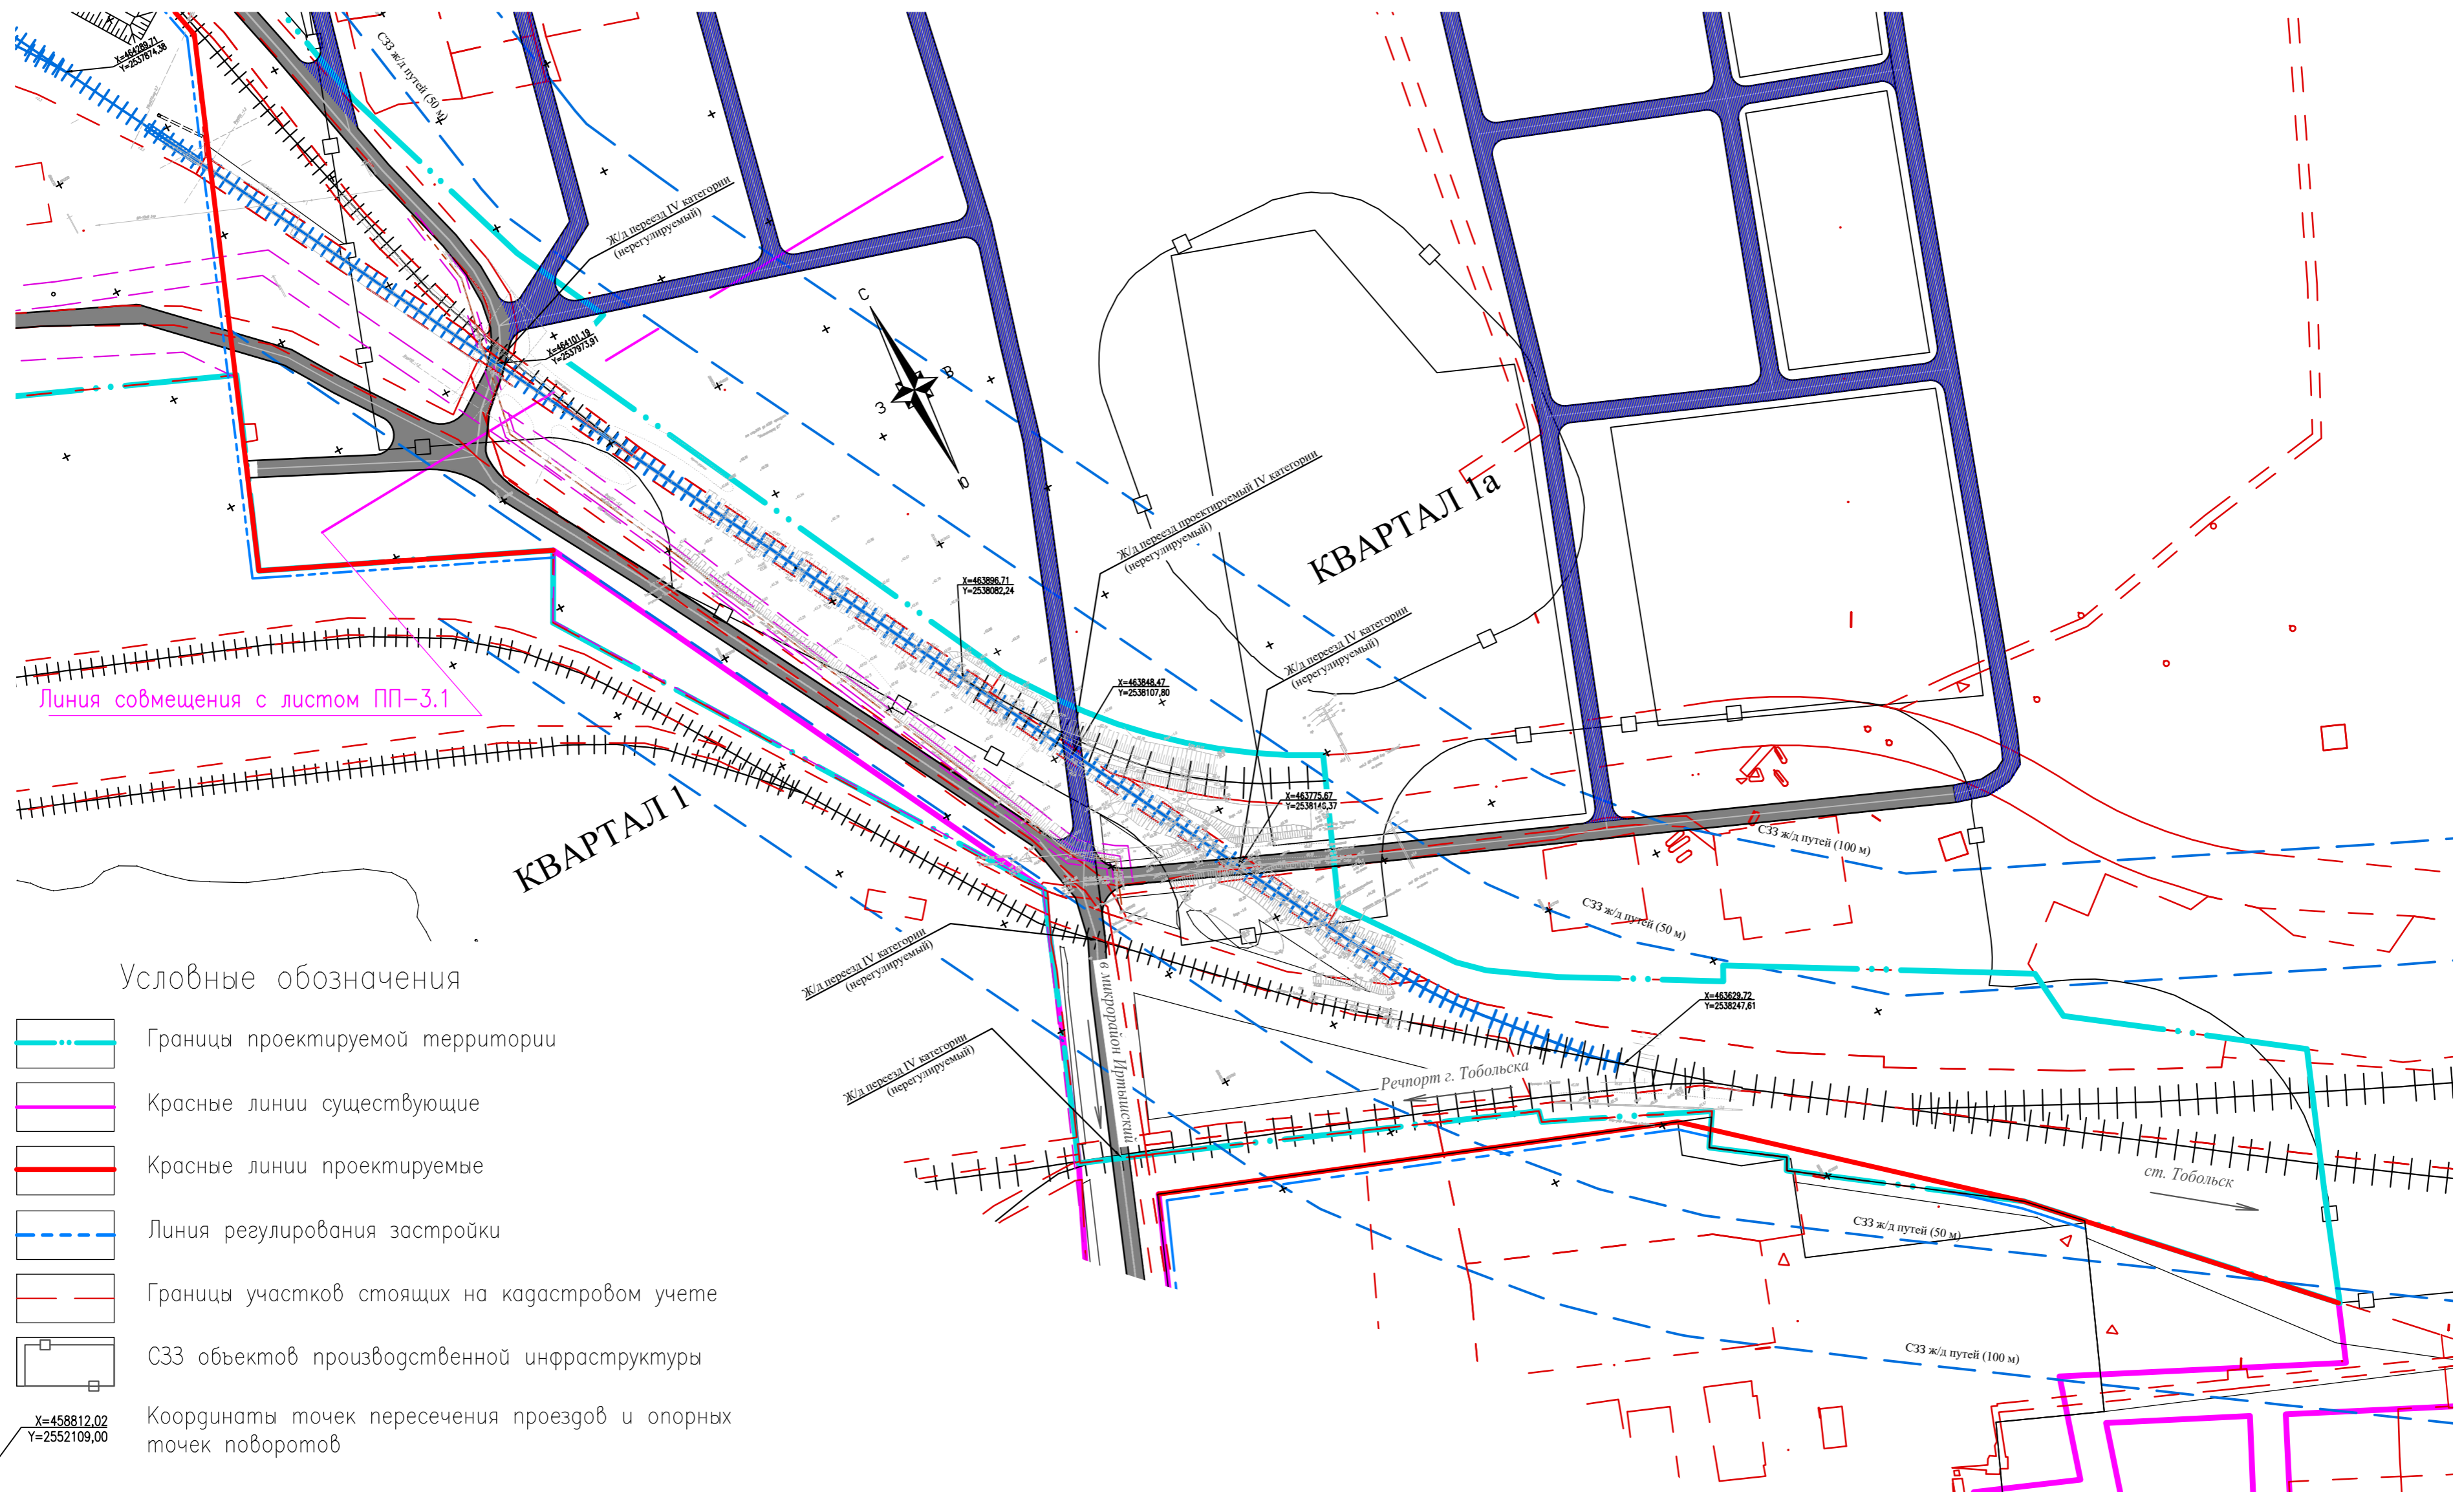 X=464289,71
Y=2537874,38
СЗЗ ж/д путей (50 м)
Ж/д переезд IV категории
(нерегулируемый)
X=464101,19
Y=2537973,91
С
В
З
Ю
Ж/д переезд проектируемый IV категории
(нерегулируемый)
КВАРТАЛ 1а
X=463896,71
Y=2538082,24
Ж/д переезд IV категории
(нерегулируемый)
X=463848,47
Y=2538107,80
Линия совмещения с листом ПП-3.1
X=463775,67
Y=2538148,37
КВАРТАЛ 1
СЗЗ ж/д путей (100 м)
СЗЗ ж/д путей (50 м)
Ж/д переезд IV категории
(нерегулируемый)
в Микрорайон Иртышский
X=463629,72
Y=2538247,61
Ж/д переезд IV категории
(нерегулируемый)
Речпорт г. Тобольска
ст. Тобольск
СЗЗ ж/д путей (50 м)
СЗЗ ж/д путей (100 м)
Условные обозначения
Границы проектируемой территории
Красные линии существующие
Красные линии проектируемые
Линия регулирования застройки
Границы участков стоящих на кадастровом учете
СЗЗ объектов производственной инфраструктуры
X=458812,02
Y=2552109,00
Координаты точек пересечения проездов и опорных
точек поворотов